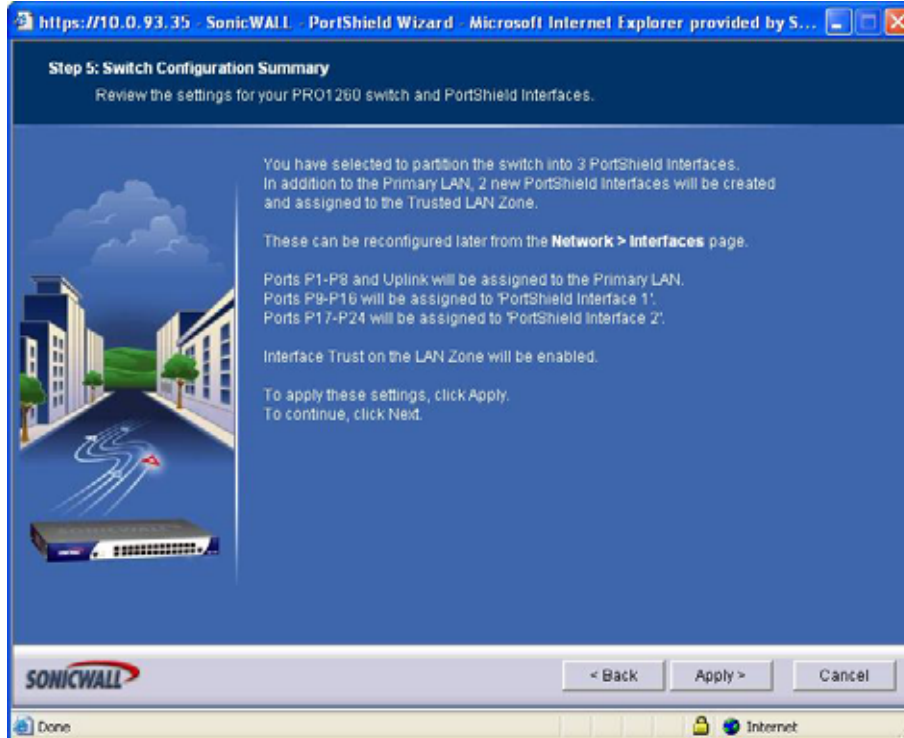 https://10.0.93.35 - SonicWALL - PortShield Wizard - Microsoft Internet Explorer provided by S...
Step 5: Switch Configuration Summary
Review the settings for your PRO1260 switch and PortShield Interfaces.
You have selected to partition the switch into 3 PortShield Interfaces.
In addition to the Primary LAN, 2 new PortShield Interfaces will be created
and assigned to the Trusted LAN Zone.
These can be reconfigured later from the Network > Interfaces page.
Ports P1-P8 and Uplink will be assigned to the Primary LAN.
Ports P9-P16 will be assigned to 'PortShield Interface 1'.
Ports P17-P24 will be assigned to 'PortShield Interface 2'.
Interface Trust on the LAN Zone will be enabled.
To apply these settings, click Apply.
To continue, click Next.
SONICWALL
< Back
Apply >
Cancel
Done
Internet